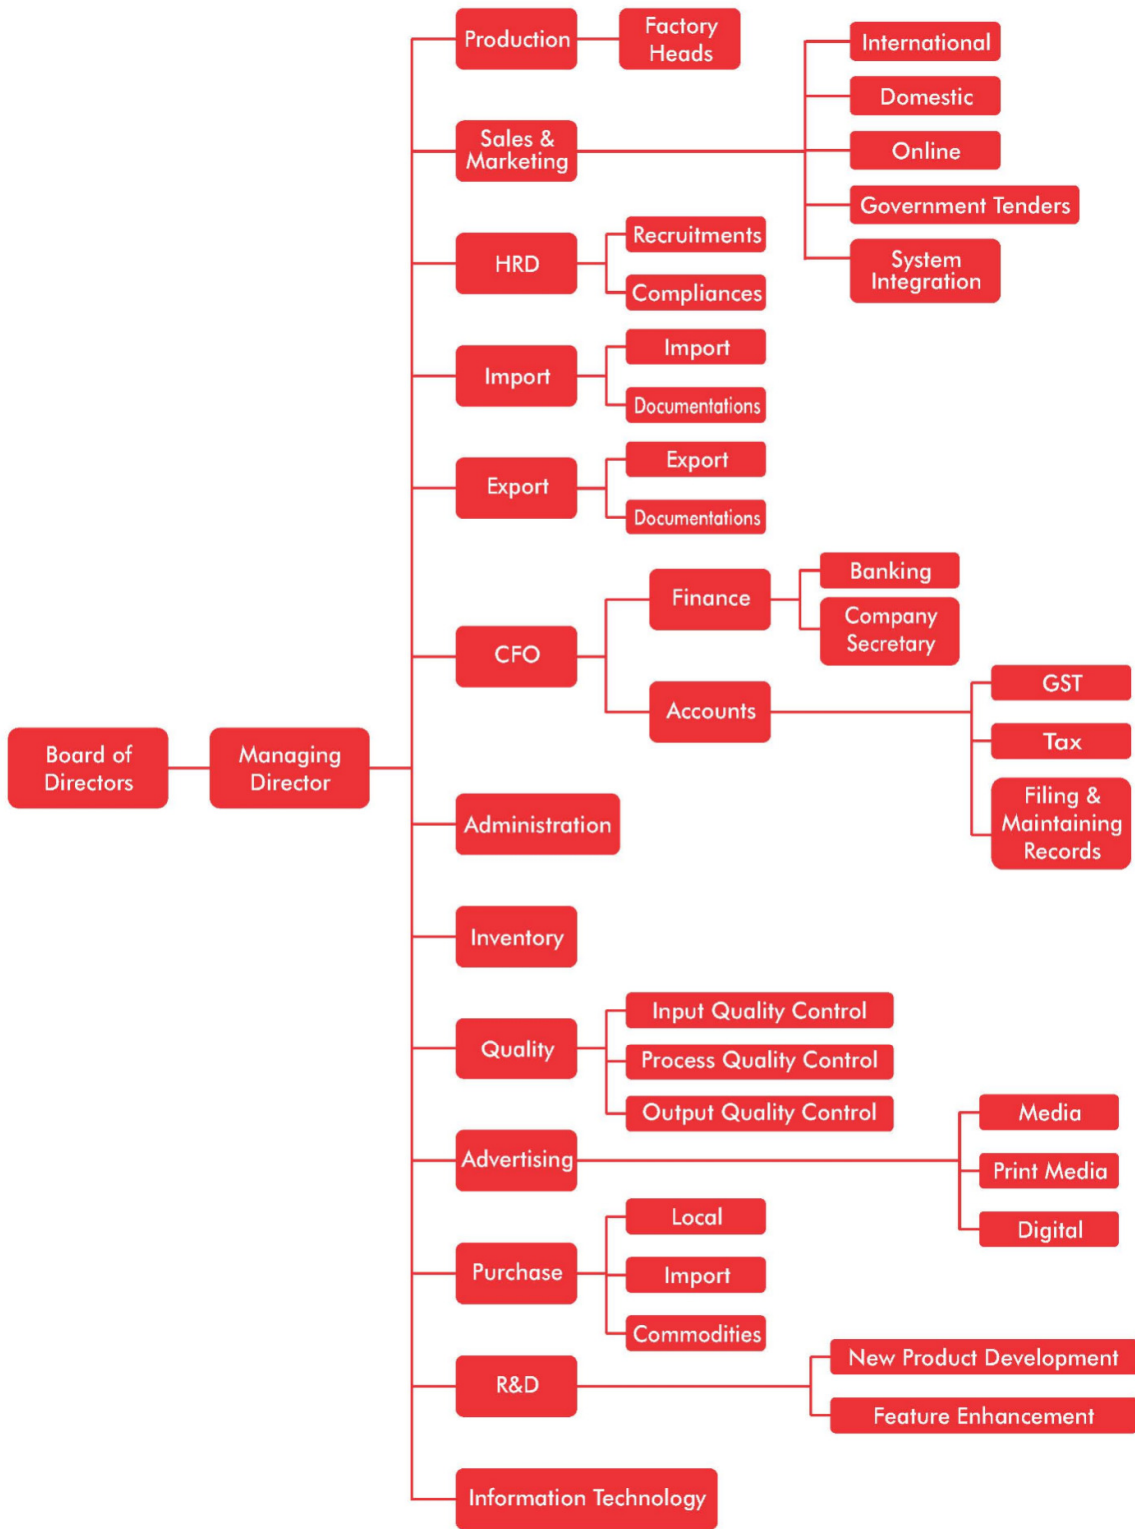 Production
Factory
Heads
International
Domestic
Sales &
Marketing
Online
Government Tenders
System
Integration
HRD
Recruitments
Compliances
Import
Import
Documentations
Export
Export
Documentations
CFO
Finance
Banking
Company
Secretary
Accounts
GST
Tax
Filing &
Maintaining
Records
Board of
Directors
Managing
Director
Administration
Inventory
Quality
Input Quality Control
Process Quality Control
Output Quality Control
Advertising
Media
Print Media
Digital
Purchase
Local
Import
Commodities
R&D
New Product Development
Feature Enhancement
Information Technology